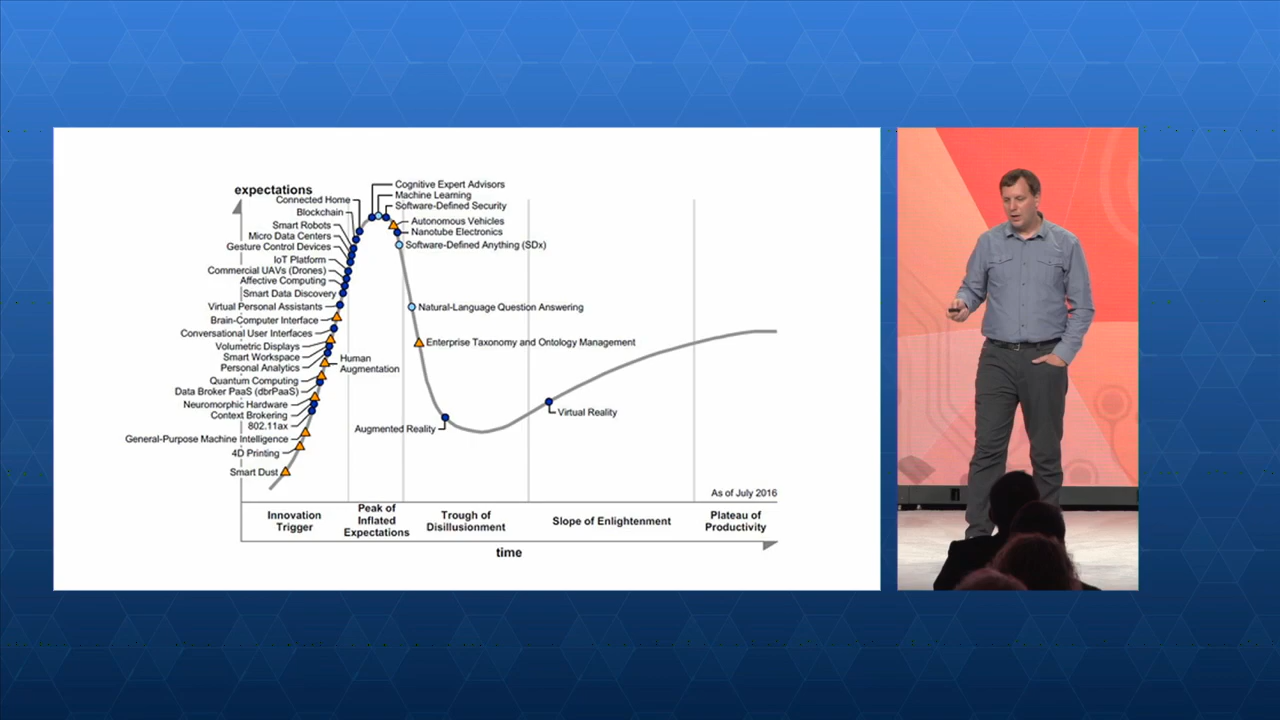 expectations
Connected Home
Blockchain
Smart Robots
Micro Data Centers
Gesture Control Devices
IoT Platform
Commercial UAVs (Drones)
Affective Computing
Smart Data Discovery
Virtual Personal Assistants
Brain-Computer Interface
Conversational User Interfaces
Volumetric Displays
Smart Workspace
Personal Analytics
Quantum Computing
Data Broker PaaS (dbrPaaS)
Neuromorphic Hardware
Context Brokering
802.11ax
General-Purpose Machine Intelligence
4D Printing
Smart Dust
Human
Augmentation
Cognitive Expert Advisors
Machine Learning
Software-Defined Security
Autonomous Vehicles
Nanotube Electronics
Software-Defined Anything (SDx)
Natural-Language Question Answering
Enterprise Taxonomy and Ontology Management
Augmented Reality
Virtual Reality
As of July 2016
Innovation
Trigger
Peak of
Inflated
Expectations
Trough of
Disillusionment
Slope of Enlightenment
Plateau of
Productivity
time